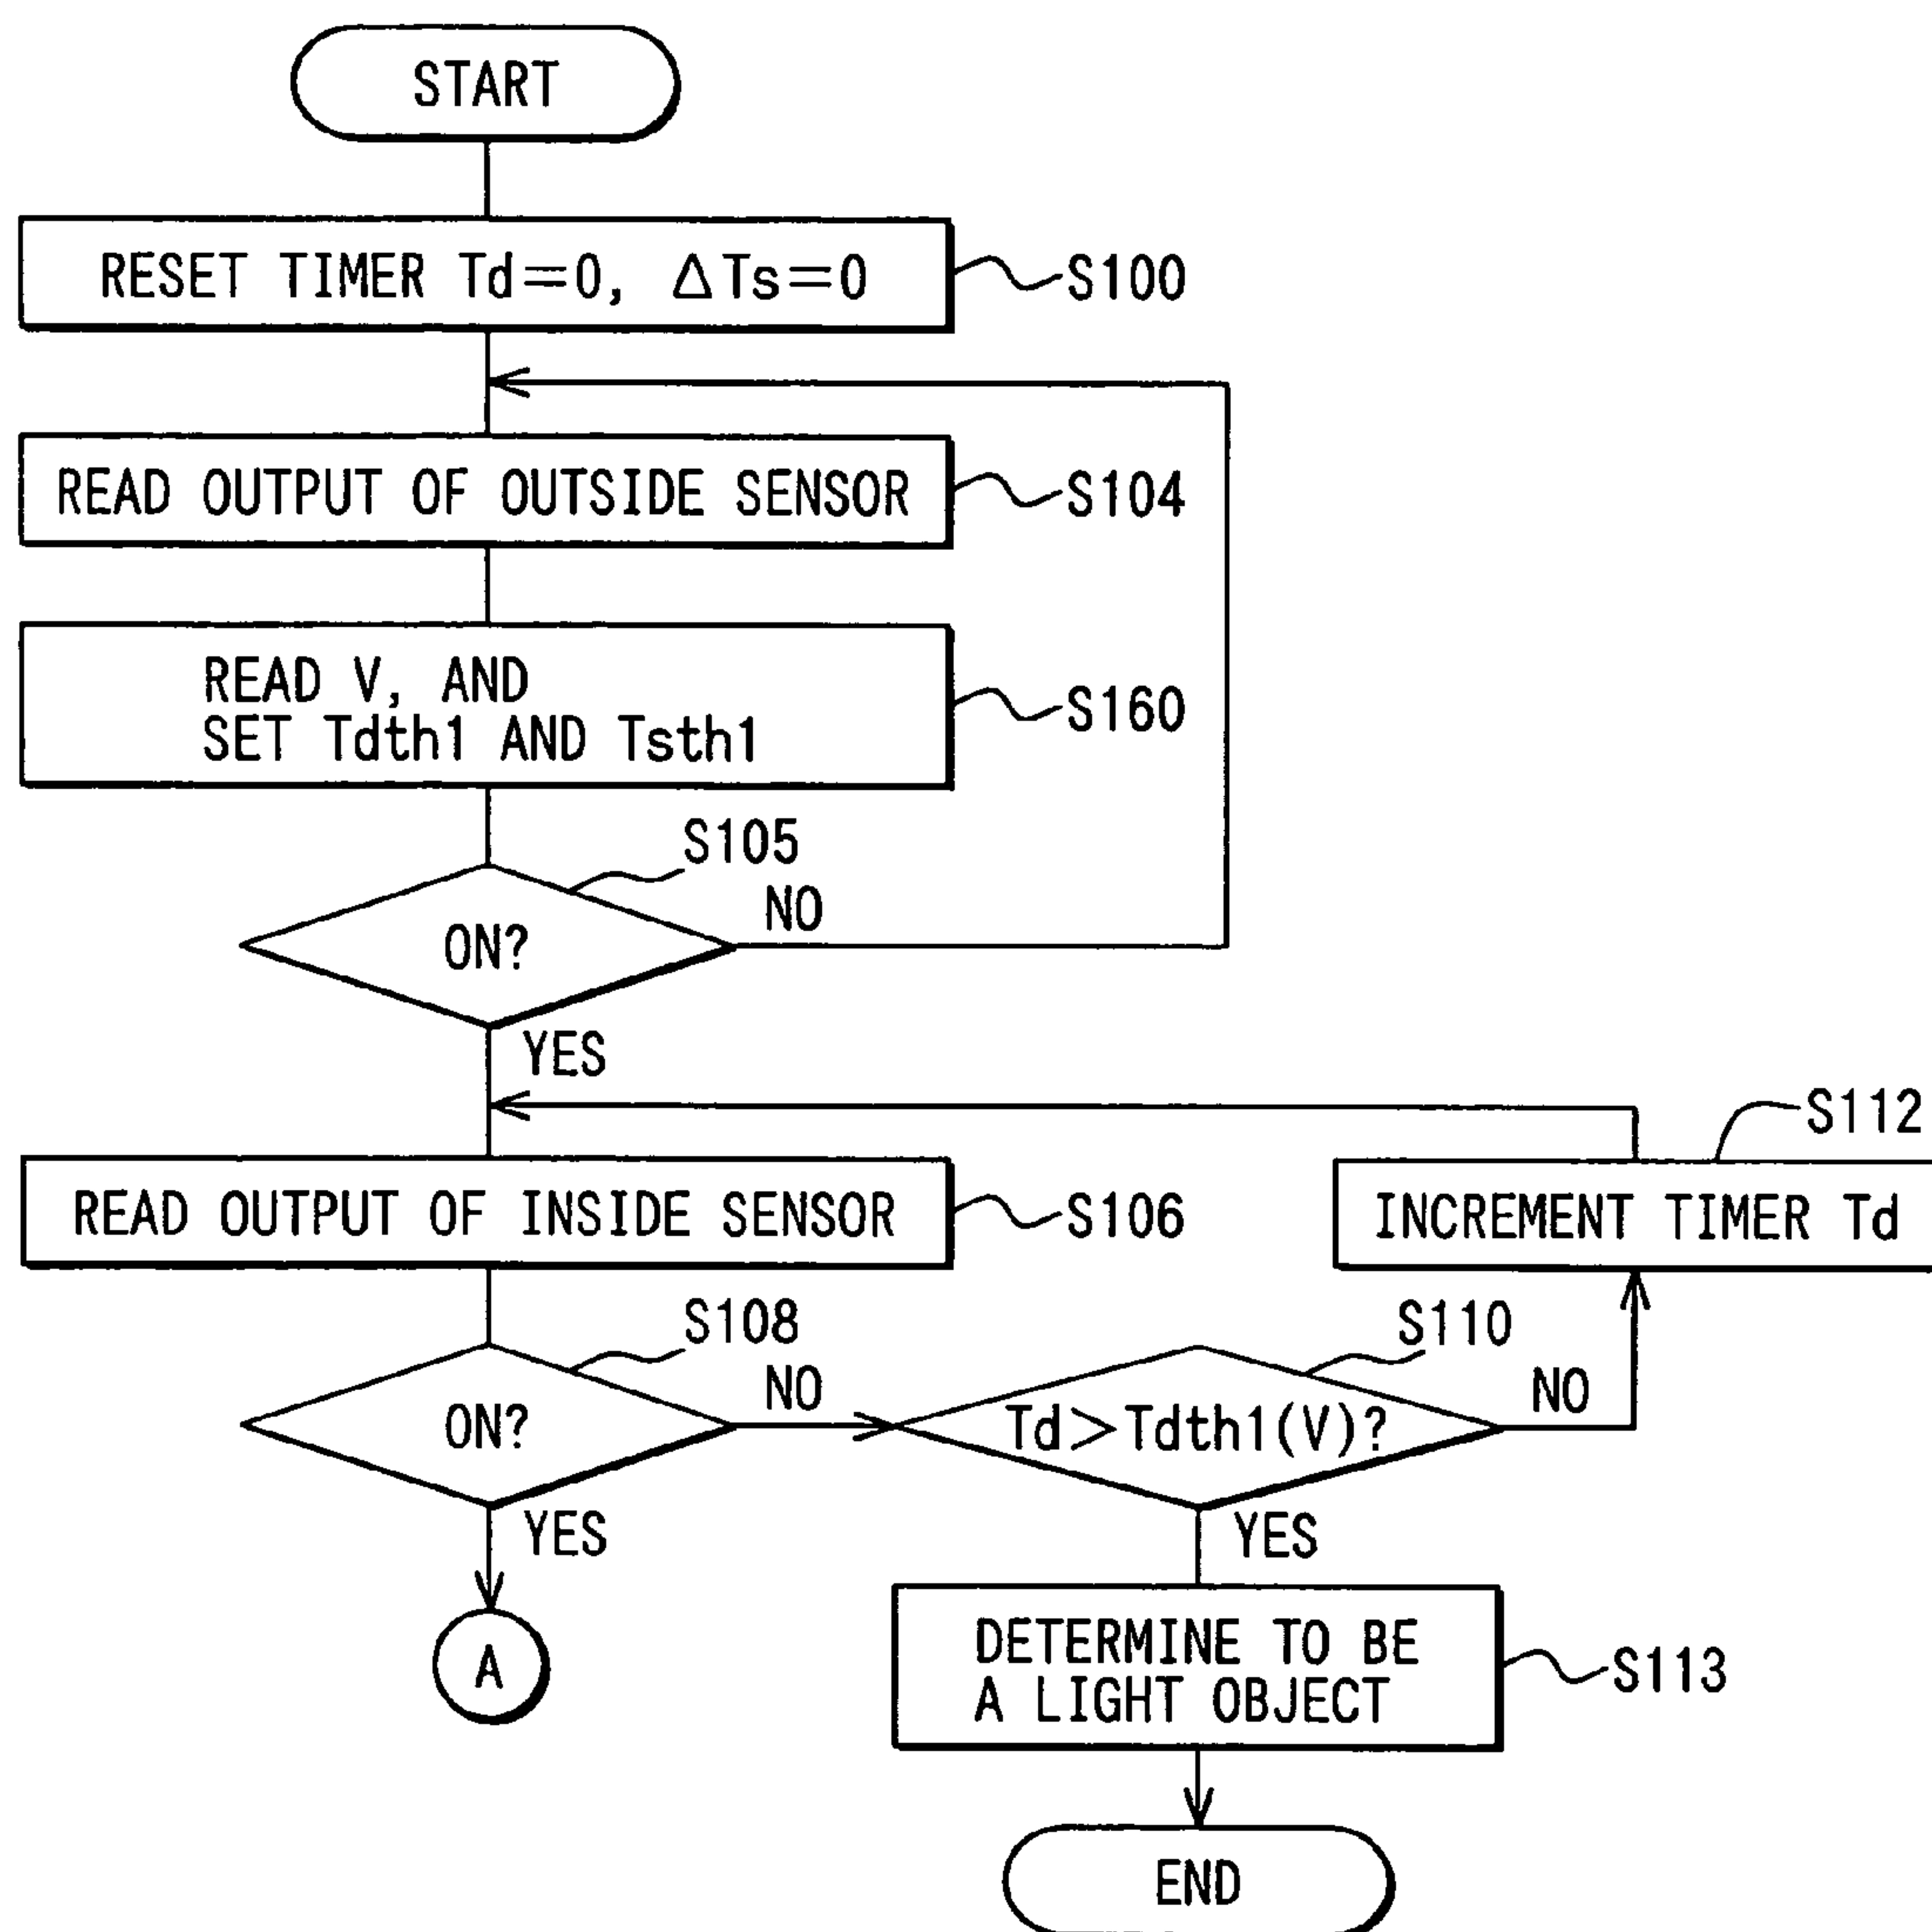 START
RESET TIMER Td=0, ΔTs=0
S100
READ OUTPUT OF OUTSIDE SENSOR
S104
READ V, AND
SET Tdth1 AND Tsth1
S160
S105
ON?
NO
YES
READ OUTPUT OF INSIDE SENSOR
S106
S112
INCREMENT TIMER Td
S108
ON?
NO
S110
Td>Tdth1(V)?
NO
YES
YES
A
DETERMINE TO BE
A LIGHT OBJECT
S113
END